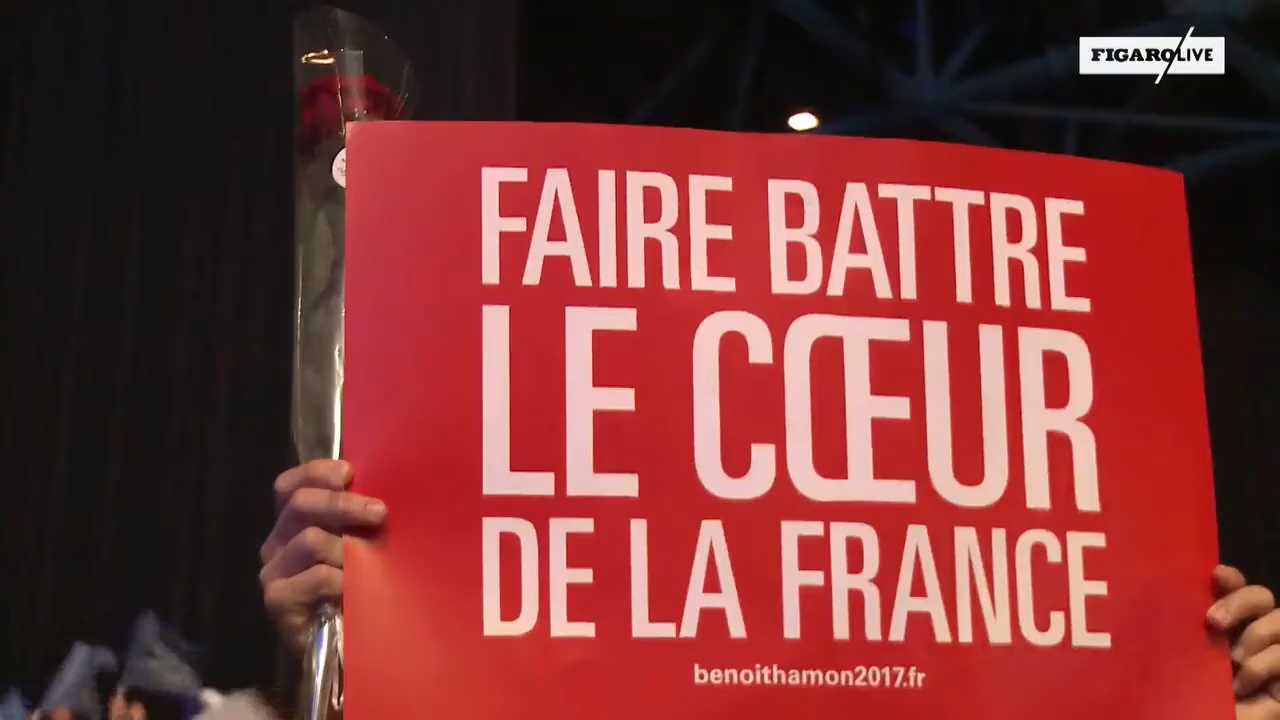 FIGARO LIVE
FAIRE BATTRE
LE CŒUR
DE LA FRANCE
benoithamon2017.fr